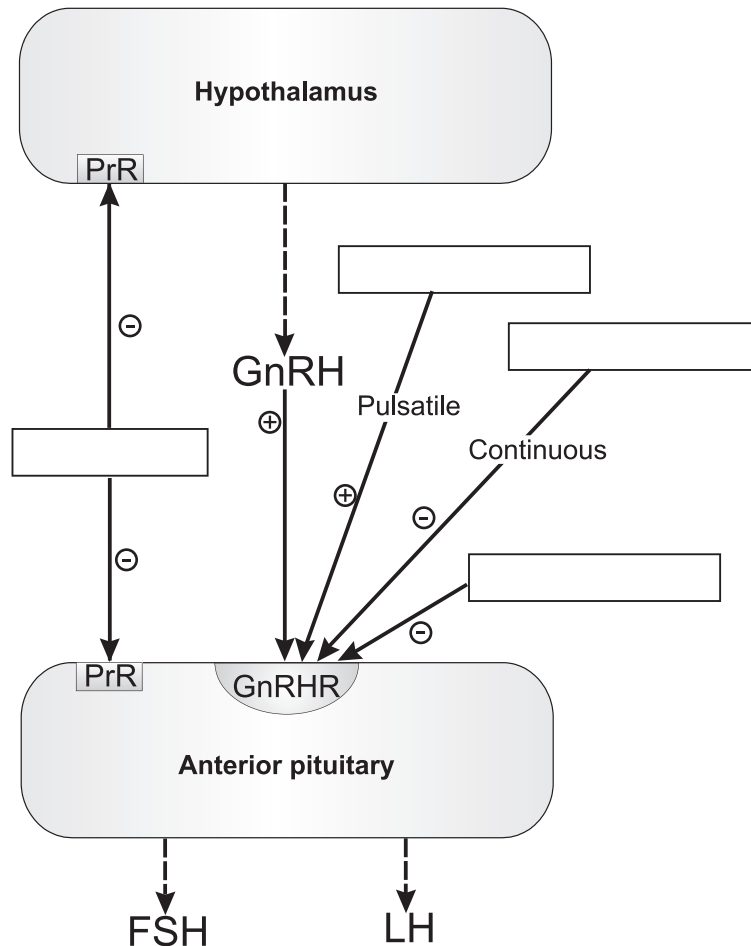 Hypothalamus
PrR
⊖
GnRH
⊕
Pulsatile
Continuous
⊕
⊖
⊖
⊖
PrR
GnRHR
Anterior pituitary
FSH
LH